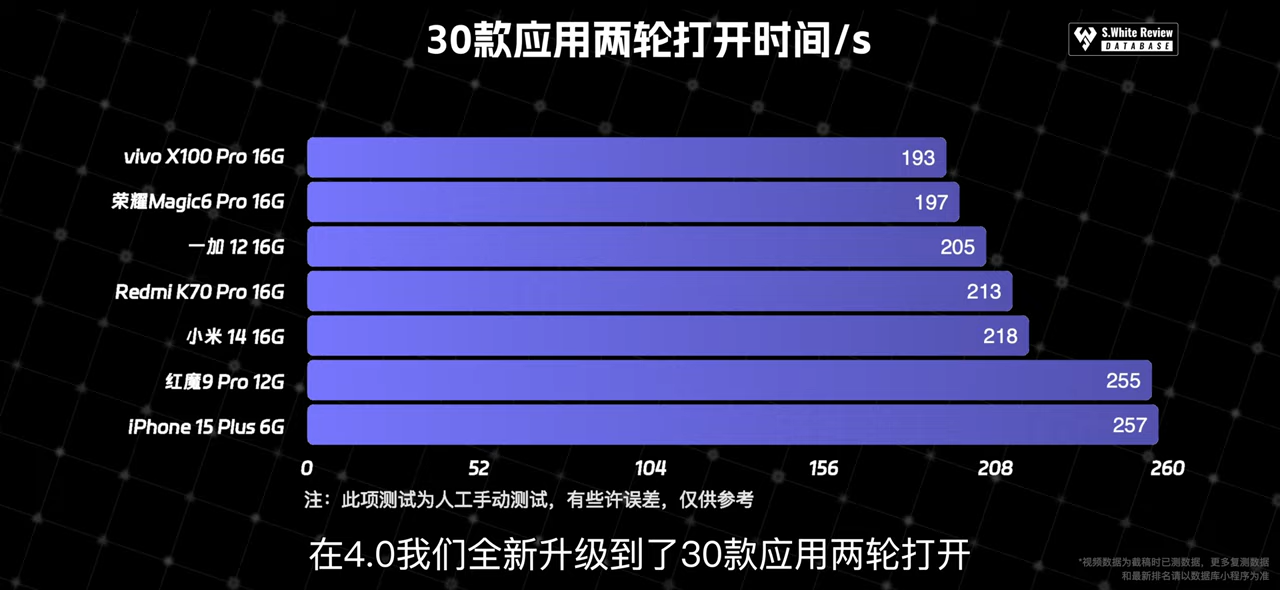 30款应用两轮打开时间/s
S.White Review
DATABASE
vivo X100 Pro 16G
193
荣耀Magic6 Pro 16G
197
一加 12 16G
205
Redmi K70 Pro 16G
213
小米 14 16G
218
红魔9 Pro 12G
255
iPhone 15 Plus 6G
257
0 52 104 156 208 260
注：此项测试为人工手动测试，有些许误差，仅供参考
在4.0我们全新升级到了30款应用两轮打开
*视频数据为截稿时已测数据，更多复测数据
和最新排名请以数据库小程序为准